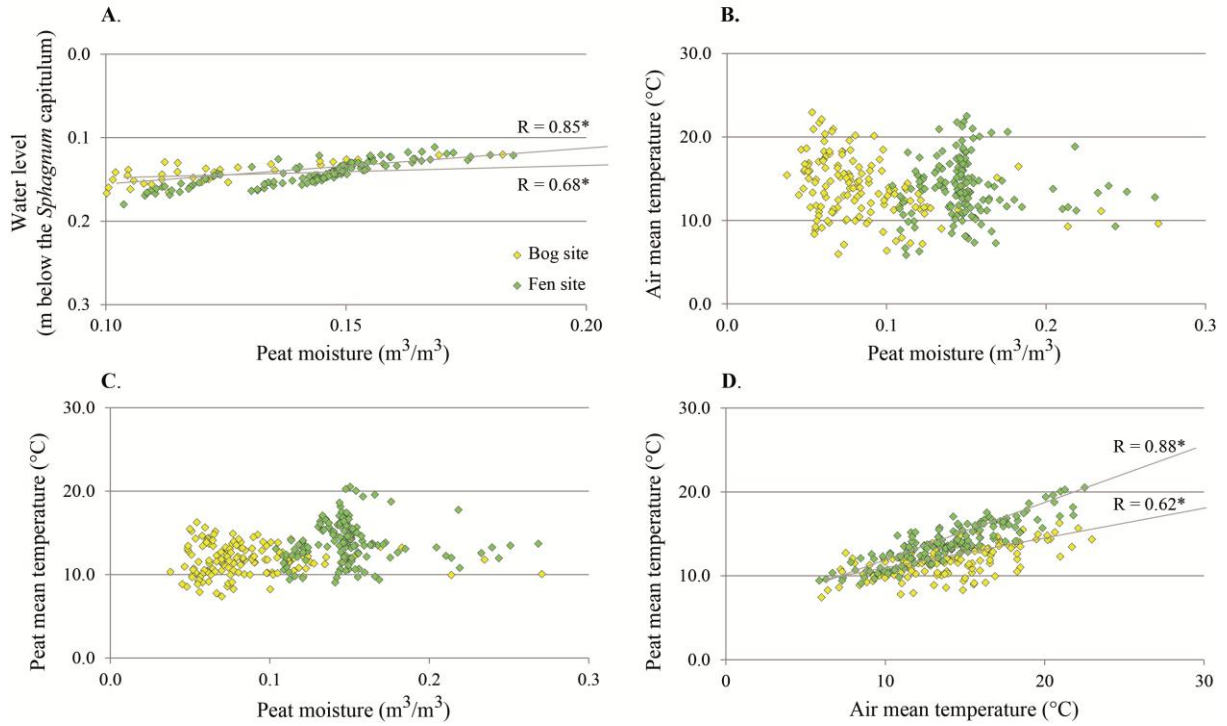 A.
Water level
(m below the Sphagnum capitulum)
0.0
0.1
0.2
0.3
R = 0.85*
R = 0.68*
Bog site
Fen site
0.10
0.15
0.20
Peat moisture (m³/m³)
B.
Air mean temperature (°C)
30.0
20.0
10.0
0.0
0.0
0.1
0.2
0.3
Peat moisture (m³/m³)
C.
Peat mean temperature (°C)
30.0
20.0
10.0
0.0
0.0
0.1
0.2
0.3
Peat moisture (m³/m³)
D.
Peat mean temperature (°C)
30.0
20.0
10.0
0.0
R = 0.88*
R = 0.62*
0
10
20
30
Air mean temperature (°C)